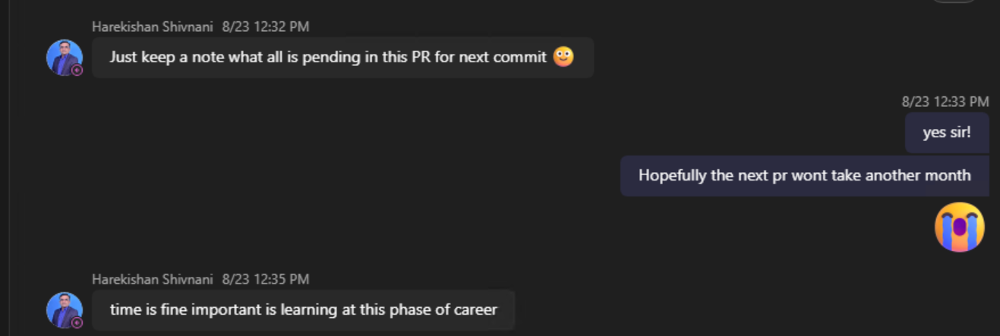 Harekishan Shivnani 8/23 12:32 PM
Just keep a note what all is pending in this PR for next commit
8/23 12:33 PM
yes sir!
Hopefully the next pr wont take another month
Harekishan Shivnani 8/23 12:35 PM
time is fine important is learning at this phase of career